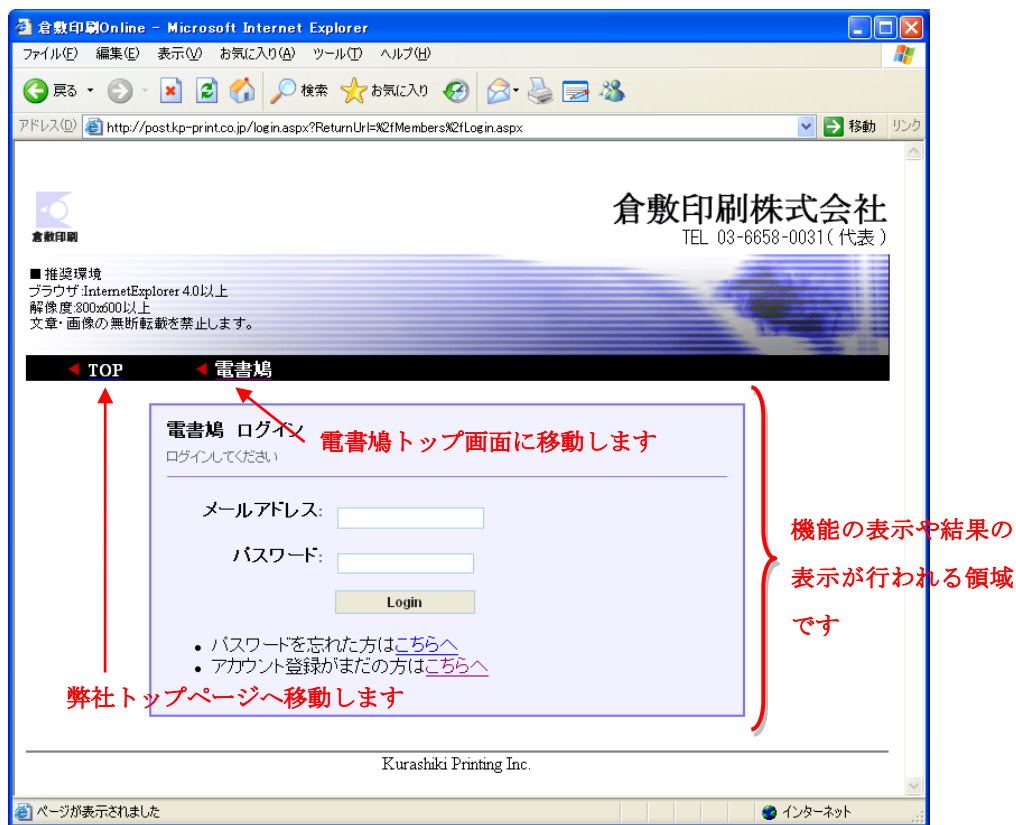 倉敷印刷Online - Microsoft Internet Explorer
ファイル(F) 編集(E) 表示(V) お気に入り(A) ツール(T) ヘルプ(H)
戻る 検索 お気に入り
アドレス(D) http://post.kp-print.co.jp/login.aspx?ReturnUrl=%2fMembers%2fLogin.aspx 移動 リンク
倉敷印刷
倉敷印刷株式会社
TEL 03-6658-0031(代表)
■ 推奨環境
ブラウザ:InternetExplorer 4.0以上
解像度:800x600以上
文章・画像の無断転載を禁止します。
TOP 電書鳩
電書鳩 ログイン
電書鳩トップ画面に移動します
ログインしてください
メールアドレス:
パスワード:
Login
機能の表示や結果の
表示が行われる領域
です
• パスワードを忘れた方はこちらへ
• アカウント登録がまだの方はこちらへ
弊社トップページへ移動します
Kurashiki Printing Inc.
ページが表示されました インターネット